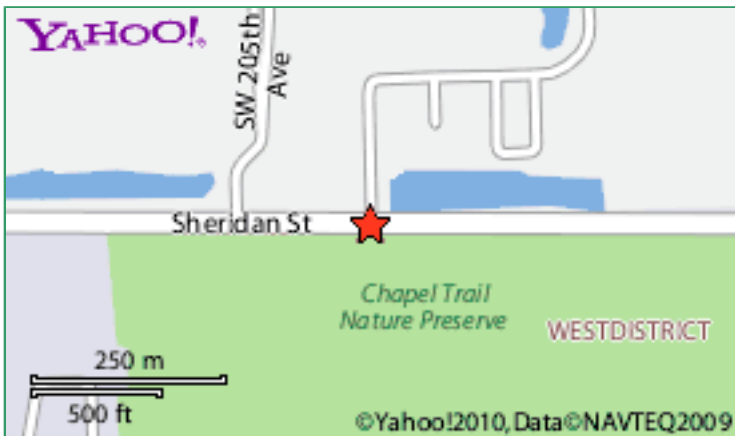 YAHOO!
SW 205th
Ave
Sheridan St
Chapel Trail
Nature Preserve
WESTDISTRICT
250 m
500 ft
©Yahoo!2010,Data©NAVTEQ2009